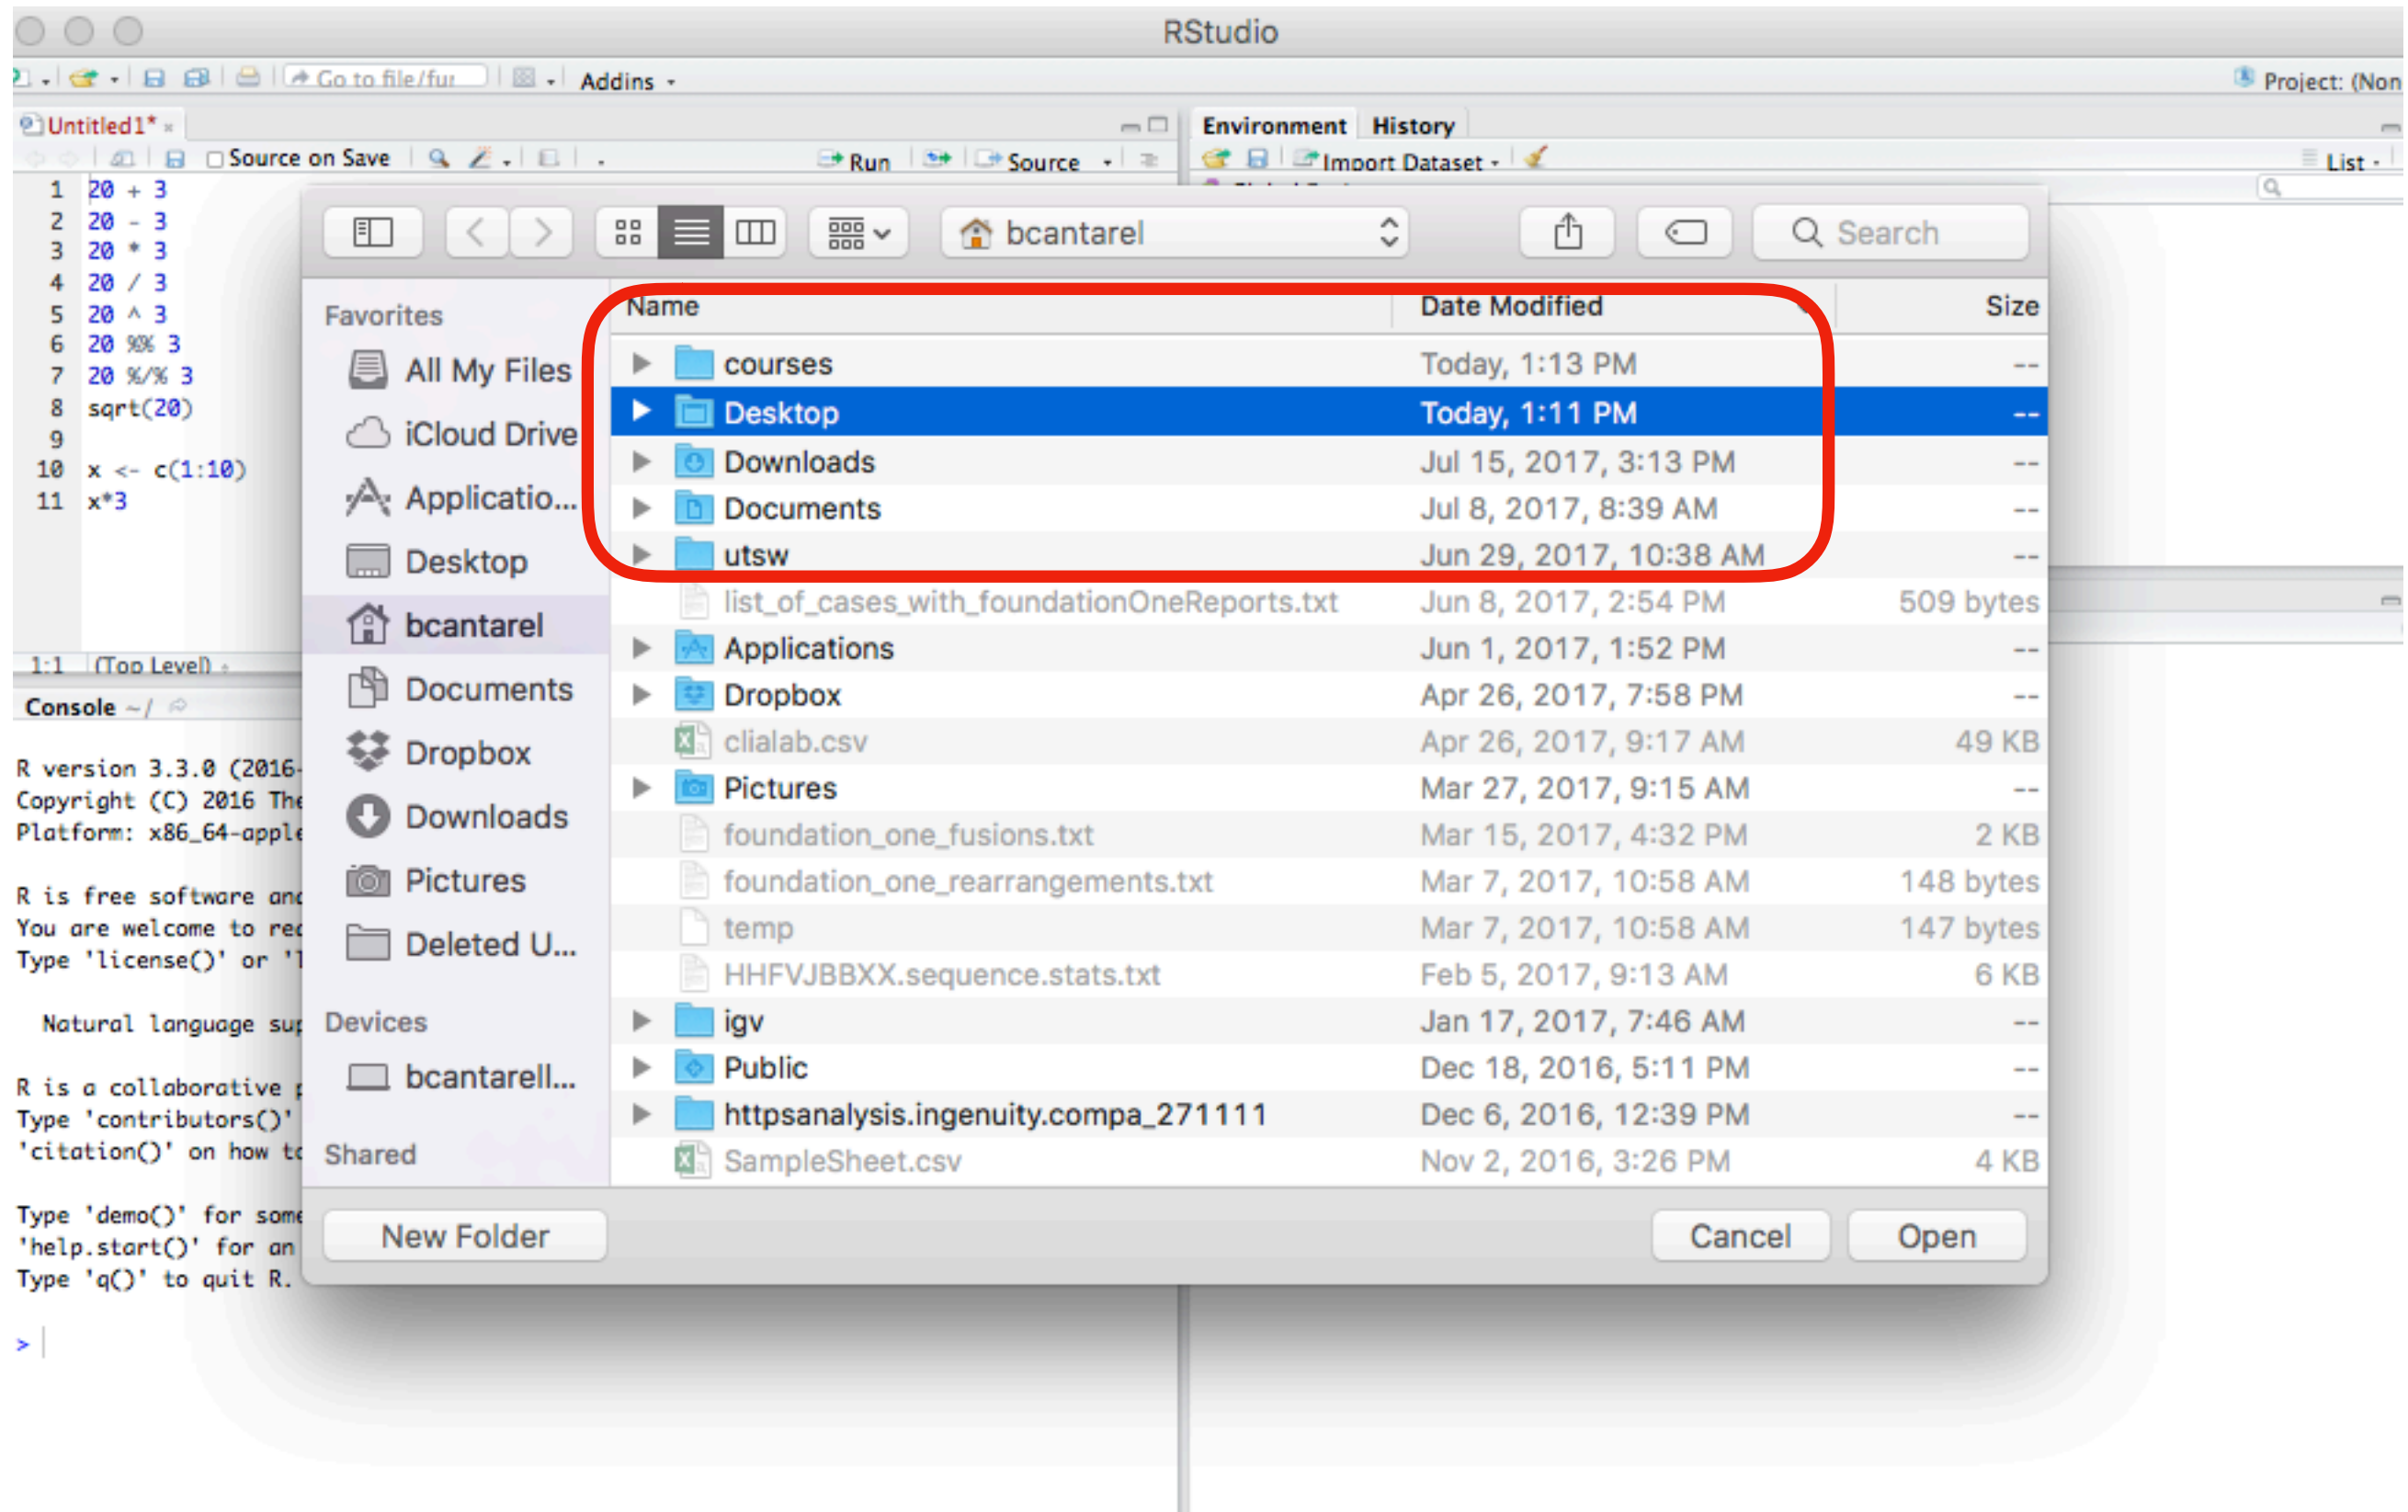 RStudio
Go to file/fun Addins
Project: (Non
Untitled1*
Source on Save Run Source
Environment History
Import Dataset List
1 20 + 3
2 20 - 3
3 20 * 3
4 20 / 3
5 20 ^ 3
6 20 %% 3
7 20 %/% 3
8 sqrt(20)
9
10 x <- c(1:10)
11 x*3
1:1 (Top Level)
Console ~/
R version 3.3.0 (2016-
Copyright (C) 2016 The
Platform: x86_64-apple
R is free software and
You are welcome to red
Type 'license()' or 'l
Natural language sup
R is a collaborative p
Type 'contributors()'
'citation()' on how to
Type 'demo()' for some
'help.start()' for an
Type 'q()' to quit R.
>
bcantarel
Search
Favorites
All My Files
iCloud Drive
Applicatio...
Desktop
bcantarel
Documents
Dropbox
Downloads
Pictures
Deleted U...
Devices
bcantarell...
Shared
Name Date Modified Size
courses Today, 1:13 PM --
Desktop Today, 1:11 PM --
Downloads Jul 15, 2017, 3:13 PM --
Documents Jul 8, 2017, 8:39 AM --
utsw Jun 29, 2017, 10:38 AM --
list_of_cases_with_foundationOneReports.txt Jun 8, 2017, 2:54 PM 509 bytes
Applications Jun 1, 2017, 1:52 PM --
Dropbox Apr 26, 2017, 7:58 PM --
clialab.csv Apr 26, 2017, 9:17 AM 49 KB
Pictures Mar 27, 2017, 9:15 AM --
foundation_one_fusions.txt Mar 15, 2017, 4:32 PM 2 KB
foundation_one_rearrangements.txt Mar 7, 2017, 10:58 AM 148 bytes
temp Mar 7, 2017, 10:58 AM 147 bytes
HHFVJBBXX.sequence.stats.txt Feb 5, 2017, 9:13 AM 6 KB
igv Jan 17, 2017, 7:46 AM --
Public Dec 18, 2016, 5:11 PM --
httpsanalysis.ingenuity.compa_271111 Dec 6, 2016, 12:39 PM --
SampleSheet.csv Nov 2, 2016, 3:26 PM 4 KB
New Folder Cancel Open